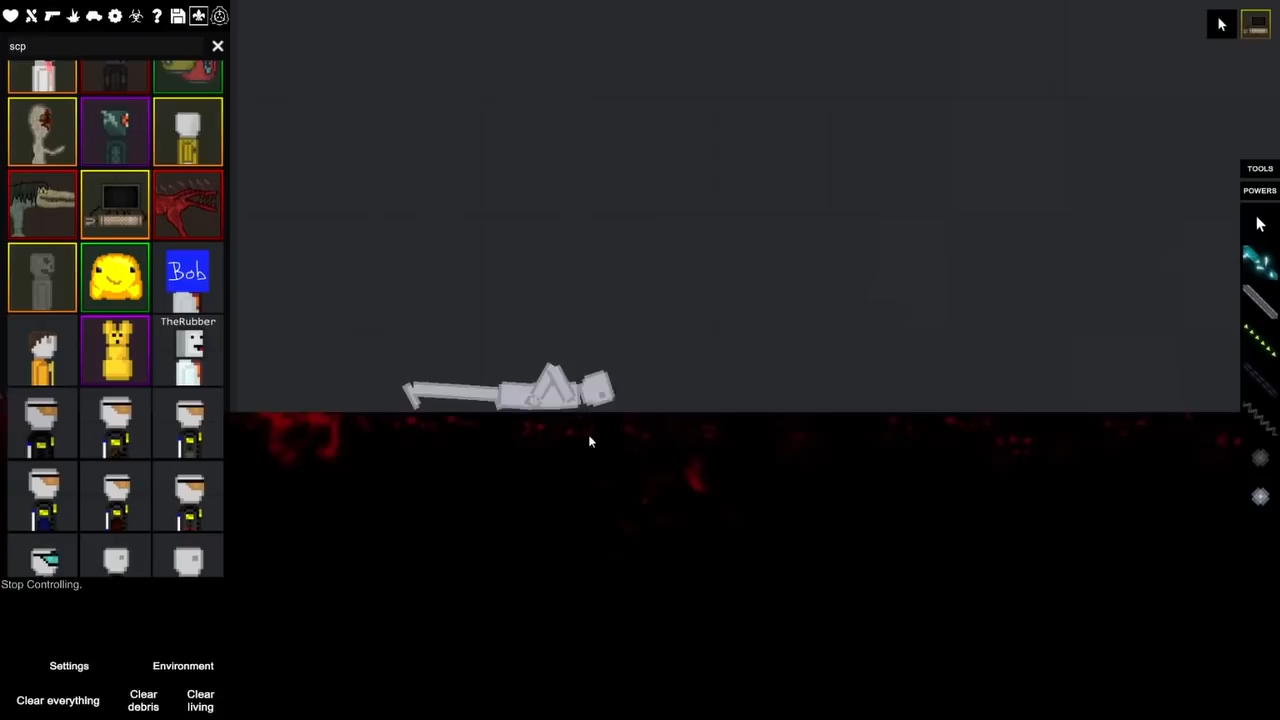 scp
TOOLS
POWERS
Bob
TheRubber
Stop Controlling.
Settings
Environment
Clear everything
Clear
debris
Clear
living